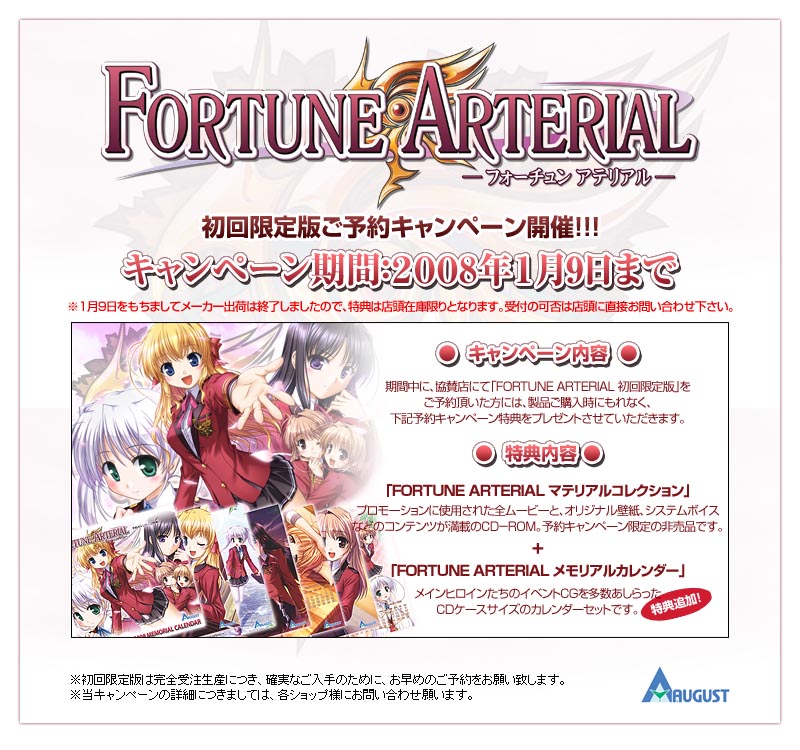 FORTUNE ARTERIAL
─フォーチュン アテリアル─
初回限定版ご予約キャンペーン開催!!!
キャンペーン期間:2008年1月9日まで
※1月9日をもちましてメーカー出荷は終了しましたので、特典は店頭在庫限りとなります。受付の可否は店頭に直接お問い合わせ下さい。
● キャンペーン内容 ●
期間中に、協賛店にて「FORTUNE ARTERIAL 初回限定版」を
ご予約頂いた方には、製品ご購入時にもれなく、
下記予約キャンペーン特典をプレゼントさせていただきます。
● 特典内容 ●
「FORTUNE ARTERIAL マテリアルコレクション」
プロモーションに使用された全ムービーと、オリジナル壁紙、システムボイス
などのコンテンツが満載のCD-ROM。予約キャンペーン限定の非売品です。
+
「FORTUNE ARTERIAL メモリアルカレンダー」
メインヒロインたちのイベントCGを多数あしらった
CDケースサイズのカレンダーセットです。
特典追加!
FORTUNE ARTERIAL
2008 MEMORIAL CALENDAR
AUGUST
※初回限定版は完全受注生産につき、確実なご入手のために、お早めのご予約をお願い致します。
※当キャンペーンの詳細につきましては、各ショップ様にお問い合わせ願います。
AUGUST